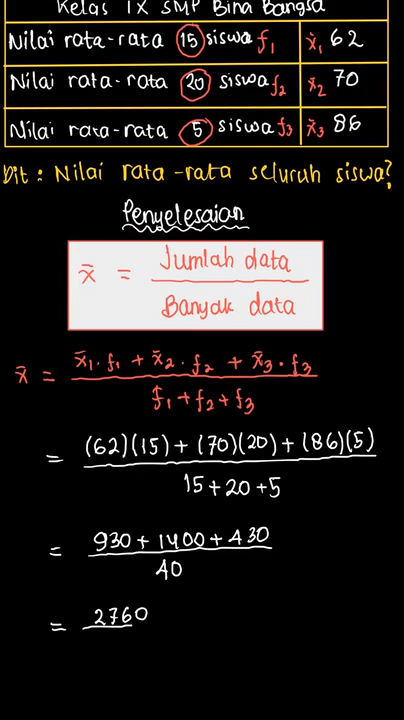 Kelas IX SMP Bina Bangsa
Nilai rata-rata 15 siswa f₁ x̄₁ 62
Nilai rata-rata 20 siswa f₂ x̄₂ 70
Nilai rata-rata 5 siswa f₃ x̄₃ 86
Dit : Nilai rata-rata seluruh siswa?
Penyelesaian
x̄ = Jumlah data / Banyak data
x̄ = x̄₁ · f₁ + x̄₂ · f₂ + x̄₃ · f₃ / f₁ + f₂ + f₃
= (62)(15) + (70)(20) + (86)(5) / 15 + 20 + 5
= 930 + 1400 + 430 / 40
= 2760